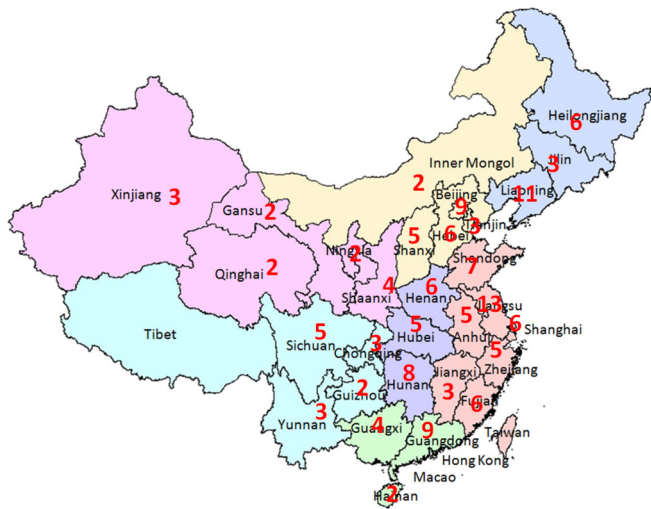 Heilongjiang
6
Jilin
3
Inner Mongol
2
Liaoning
11
Beijing
9
Xinjiang
3
Gansu
2
Tianjin
3
Hebei
6
Shanxi
5
Ningxia
2
Shandong
7
Qinghai
2
Shaanxi
4
Henan
6
Jiangsu
13
Anhui
5
Shanghai
6
Tibet
Sichuan
5
Hubei
5
Chongqing
3
Zhejiang
5
Hunan
8
Jiangxi
3
Guizhou
2
Fujian
6
Yunnan
3
Guangxi
4
Guangdong
9
Taiwan
Hong Kong
Macao
Hainan
2